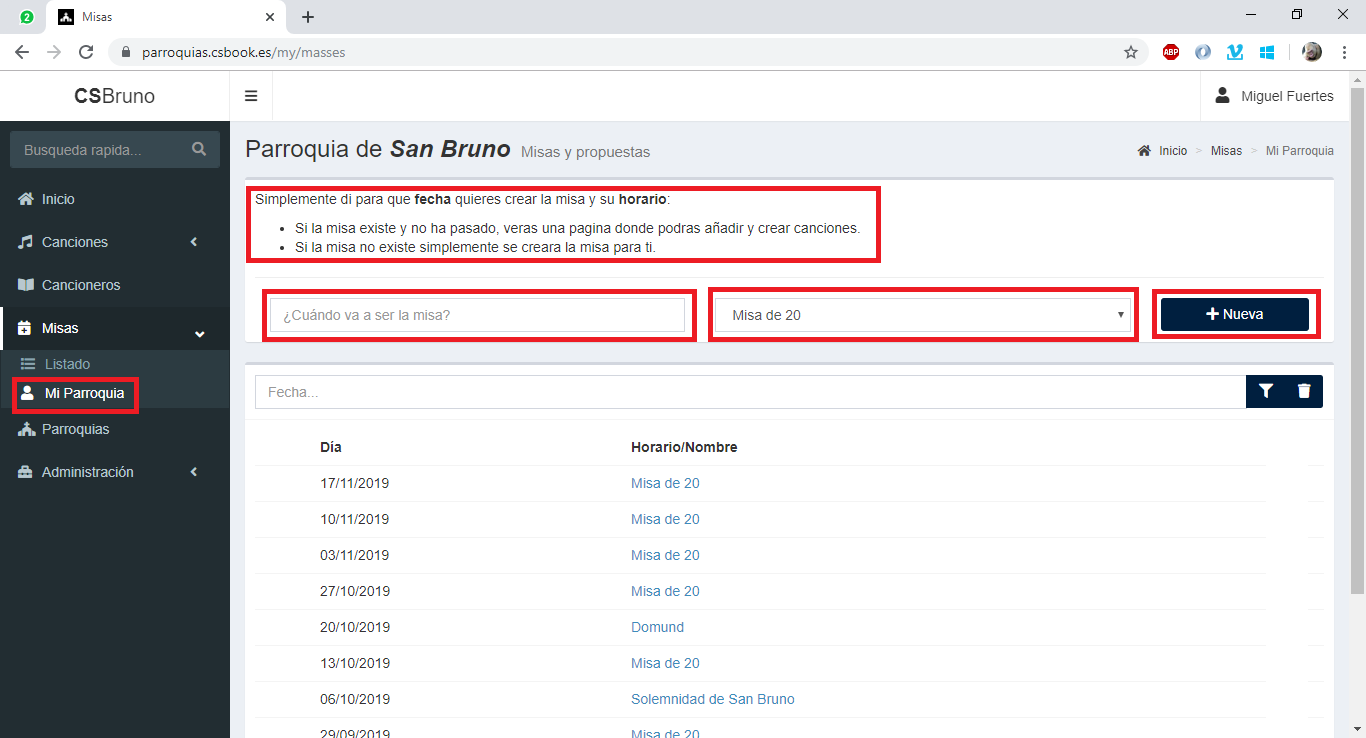 2
Misas
parroquias.csbook.es/my/masses
ABP
CSBruno
Miguel Fuertes
Busqueda rapida...
Inicio
Canciones
Cancioneros
Misas
Listado
Mi Parroquia
Parroquias
Administración
Parroquia de San Bruno Misas y propuestas
Inicio > Misas > Mi Parroquia
Simplemente di para que fecha quieres crear la misa y su horario:
• Si la misa existe y no ha pasado, veras una pagina donde podras añadir y crear canciones.
• Si la misa no existe simplemente se creara la misa para ti.
¿Cuándo va a ser la misa?
Misa de 20
+ Nueva
Fecha...
Día Horario/Nombre
17/11/2019 Misa de 20
10/11/2019 Misa de 20
03/11/2019 Misa de 20
27/10/2019 Misa de 20
20/10/2019 Domund
13/10/2019 Misa de 20
06/10/2019 Solemnidad de San Bruno
29/09/2019 Misa de 20